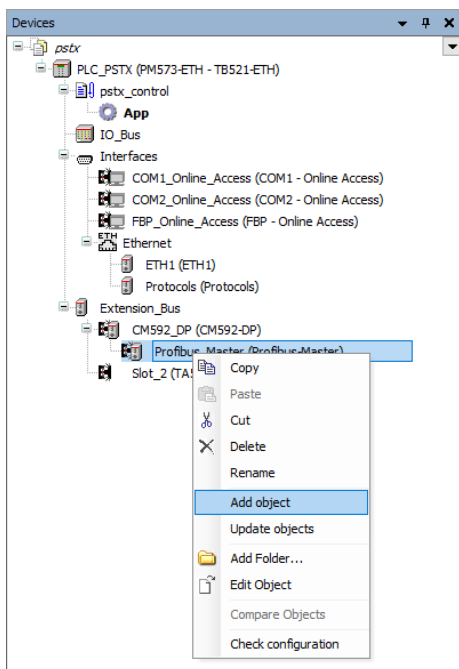 Devices
pstx
PLC_PSTX (PM573-ETH - TB521-ETH)
pstx_control
App
IO_Bus
Interfaces
COM1_Online_Access (COM1 - Online Access)
COM2_Online_Access (COM2 - Online Access)
FBP_Online_Access (FBP - Online Access)
ETH
Ethernet
ETH1 (ETH1)
Protocols (Protocols)
Extension_Bus
CM592_DP (CM592-DP)
Profibus_Master (Profibus-Master)
Slot_2 (TA5
Copy
Paste
Cut
Delete
Rename
Add object
Update objects
Add Folder...
Edit Object
Compare Objects
Check configuration